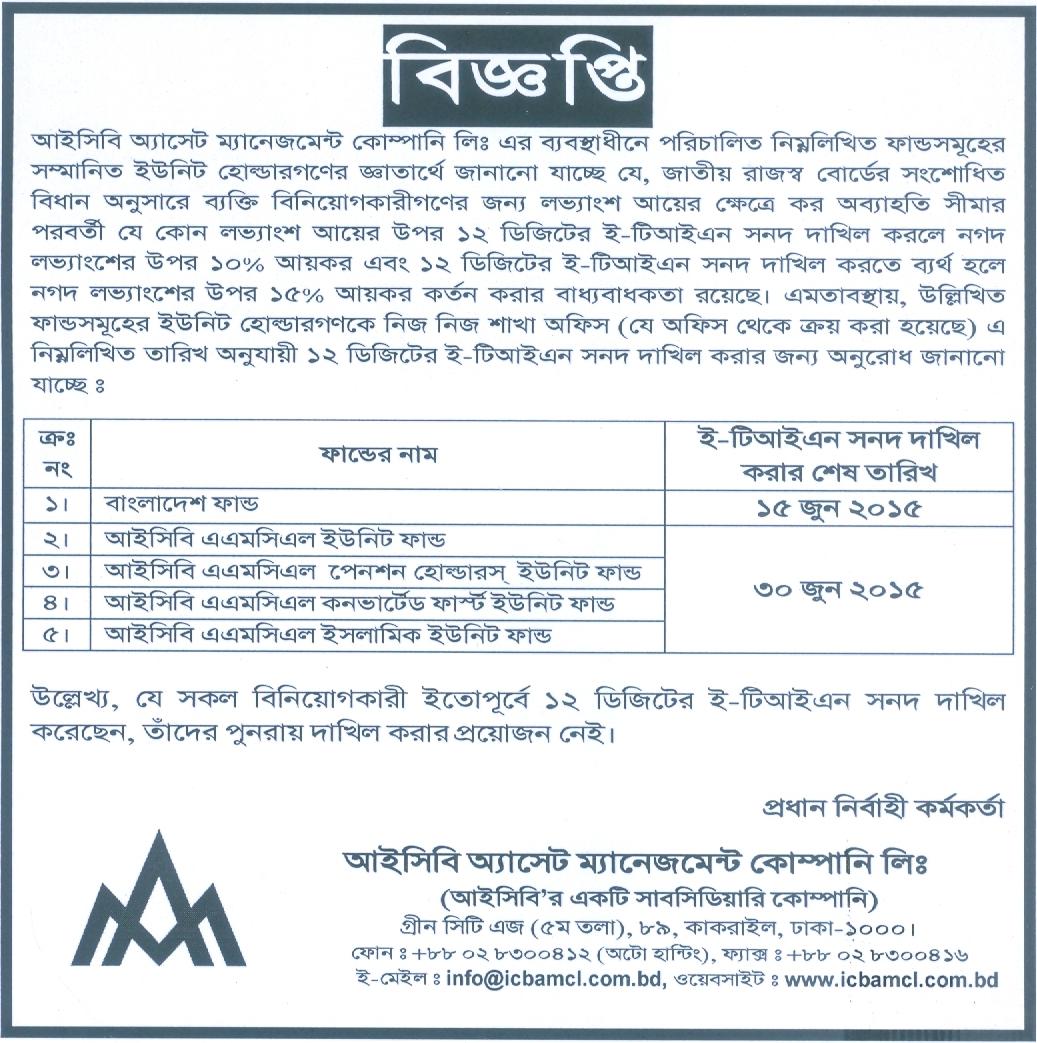 বিজ্ঞপ্তি
আইসিবি অ্যাসেট ম্যানেজমেন্ট কোম্পানি লিঃ এর ব্যবস্থাধীনে পরিচালিত নিম্নলিখিত ফান্ডসমূহের
সম্মানিত ইউনিট হোল্ডারগণের জ্ঞাতার্থে জানানো যাচ্ছে যে, জাতীয় রাজস্ব বোর্ডের সংশোধিত
বিধান অনুসারে ব্যক্তি বিনিয়োগকারীগণের জন্য লভ্যাংশ আয়ের ক্ষেত্রে কর অব্যাহতি সীমার
পরবর্তী যে কোন লভ্যাংশ আয়ের উপর ১২ ডিজিটের ই-টিআইএন সনদ দাখিল করলে নগদ
লভ্যাংশের উপর ১০% আয়কর এবং ১২ ডিজিটের ই-টিআইএন সনদ দাখিল করতে ব্যর্থ হলে
নগদ লভ্যাংশের উপর ১৫% আয়কর কর্তন করার বাধ্যবাধকতা রয়েছে। এমতাবস্থায়, উল্লিখিত
ফান্ডসমূহের ইউনিট হোল্ডারগণকে নিজ নিজ শাখা অফিস (যে অফিস থেকে ক্রয় করা হয়েছে) এ
নিম্নলিখিত তারিখ অনুযায়ী ১২ ডিজিটের ই-টিআইএন সনদ দাখিল করার জন্য অনুরোধ জানানো
যাচ্ছে ঃ
ক্রঃ নং ফান্ডের নাম ই-টিআইএন সনদ দাখিল করার শেষ তারিখ
১। বাংলাদেশ ফান্ড ১৫ জুন ২০১৫
২। আইসিবি এএমসিএল ইউনিট ফান্ড
৩। আইসিবি এএমসিএল পেনশন হোল্ডারস্ ইউনিট ফান্ড
৩০ জুন ২০১৫
৪। আইসিবি এএমসিএল কনভার্টেড ফার্স্ট ইউনিট ফান্ড
৫। আইসিবি এএমসিএল ইসলামিক ইউনিট ফান্ড
উল্লেখ্য, যে সকল বিনিয়োগকারী ইতোপূর্বে ১২ ডিজিটের ই-টিআইএন সনদ দাখিল
করেছেন, তাঁদের পুনরায় দাখিল করার প্রয়োজন নেই।
প্রধান নির্বাহী কর্মকর্তা
আইসিবি অ্যাসেট ম্যানেজমেন্ট কোম্পানি লিঃ
(আইসিবি'র একটি সাবসিডিয়ারি কোম্পানি)
গ্রীন সিটি এজ (৫ম তলা), ৮৯, কাকরাইল, ঢাকা-১০০০।
ফোন ঃ +৮৮ ০২ ৮৩০০৪১২ (অটো হান্টিং), ফ্যাক্স ঃ +৮৮ ০২ ৮৩০০৪১৬
ই-মেইল ঃ info@icbamcl.com.bd, ওয়েবসাইট ঃ www.icbamcl.com.bd